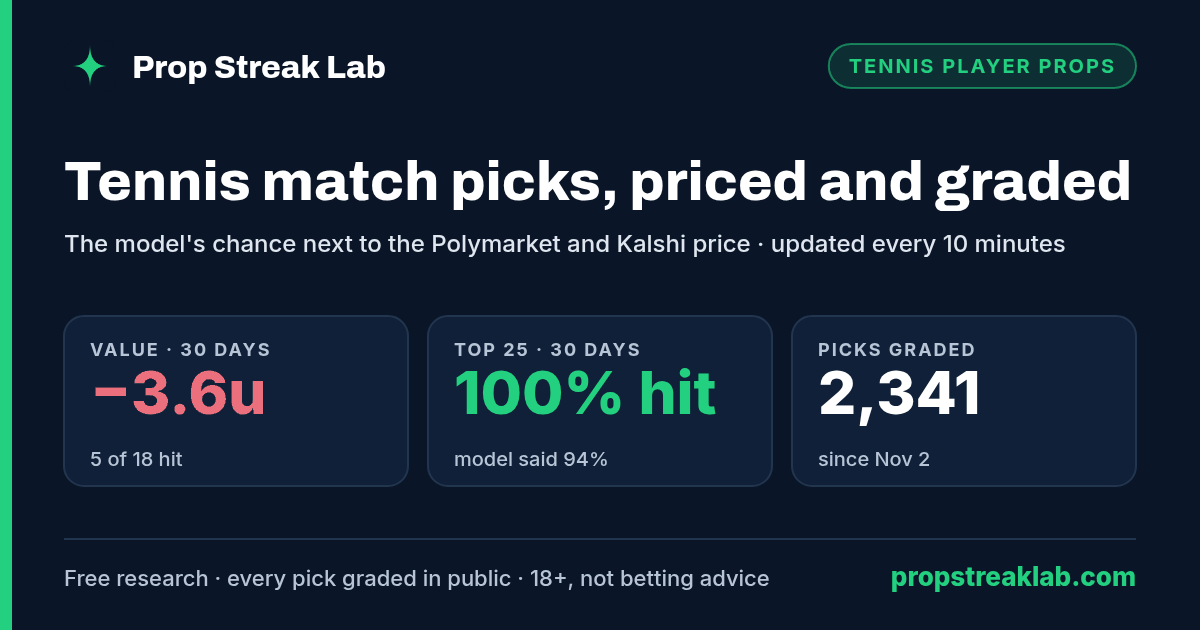 Prop Streak Lab
TENNIS PLAYER PROPS
Tennis match picks, priced and graded
The model's chance next to the Polymarket and Kalshi price · updated every 10 minutes
VALUE · 30 DAYS
−3.6u
5 of 18 hit
TOP 25 · 30 DAYS
100% hit
model said 94%
PICKS GRADED
2,341
since Nov 2
Free research · every pick graded in public · 18+, not betting advice
propstreaklab.com